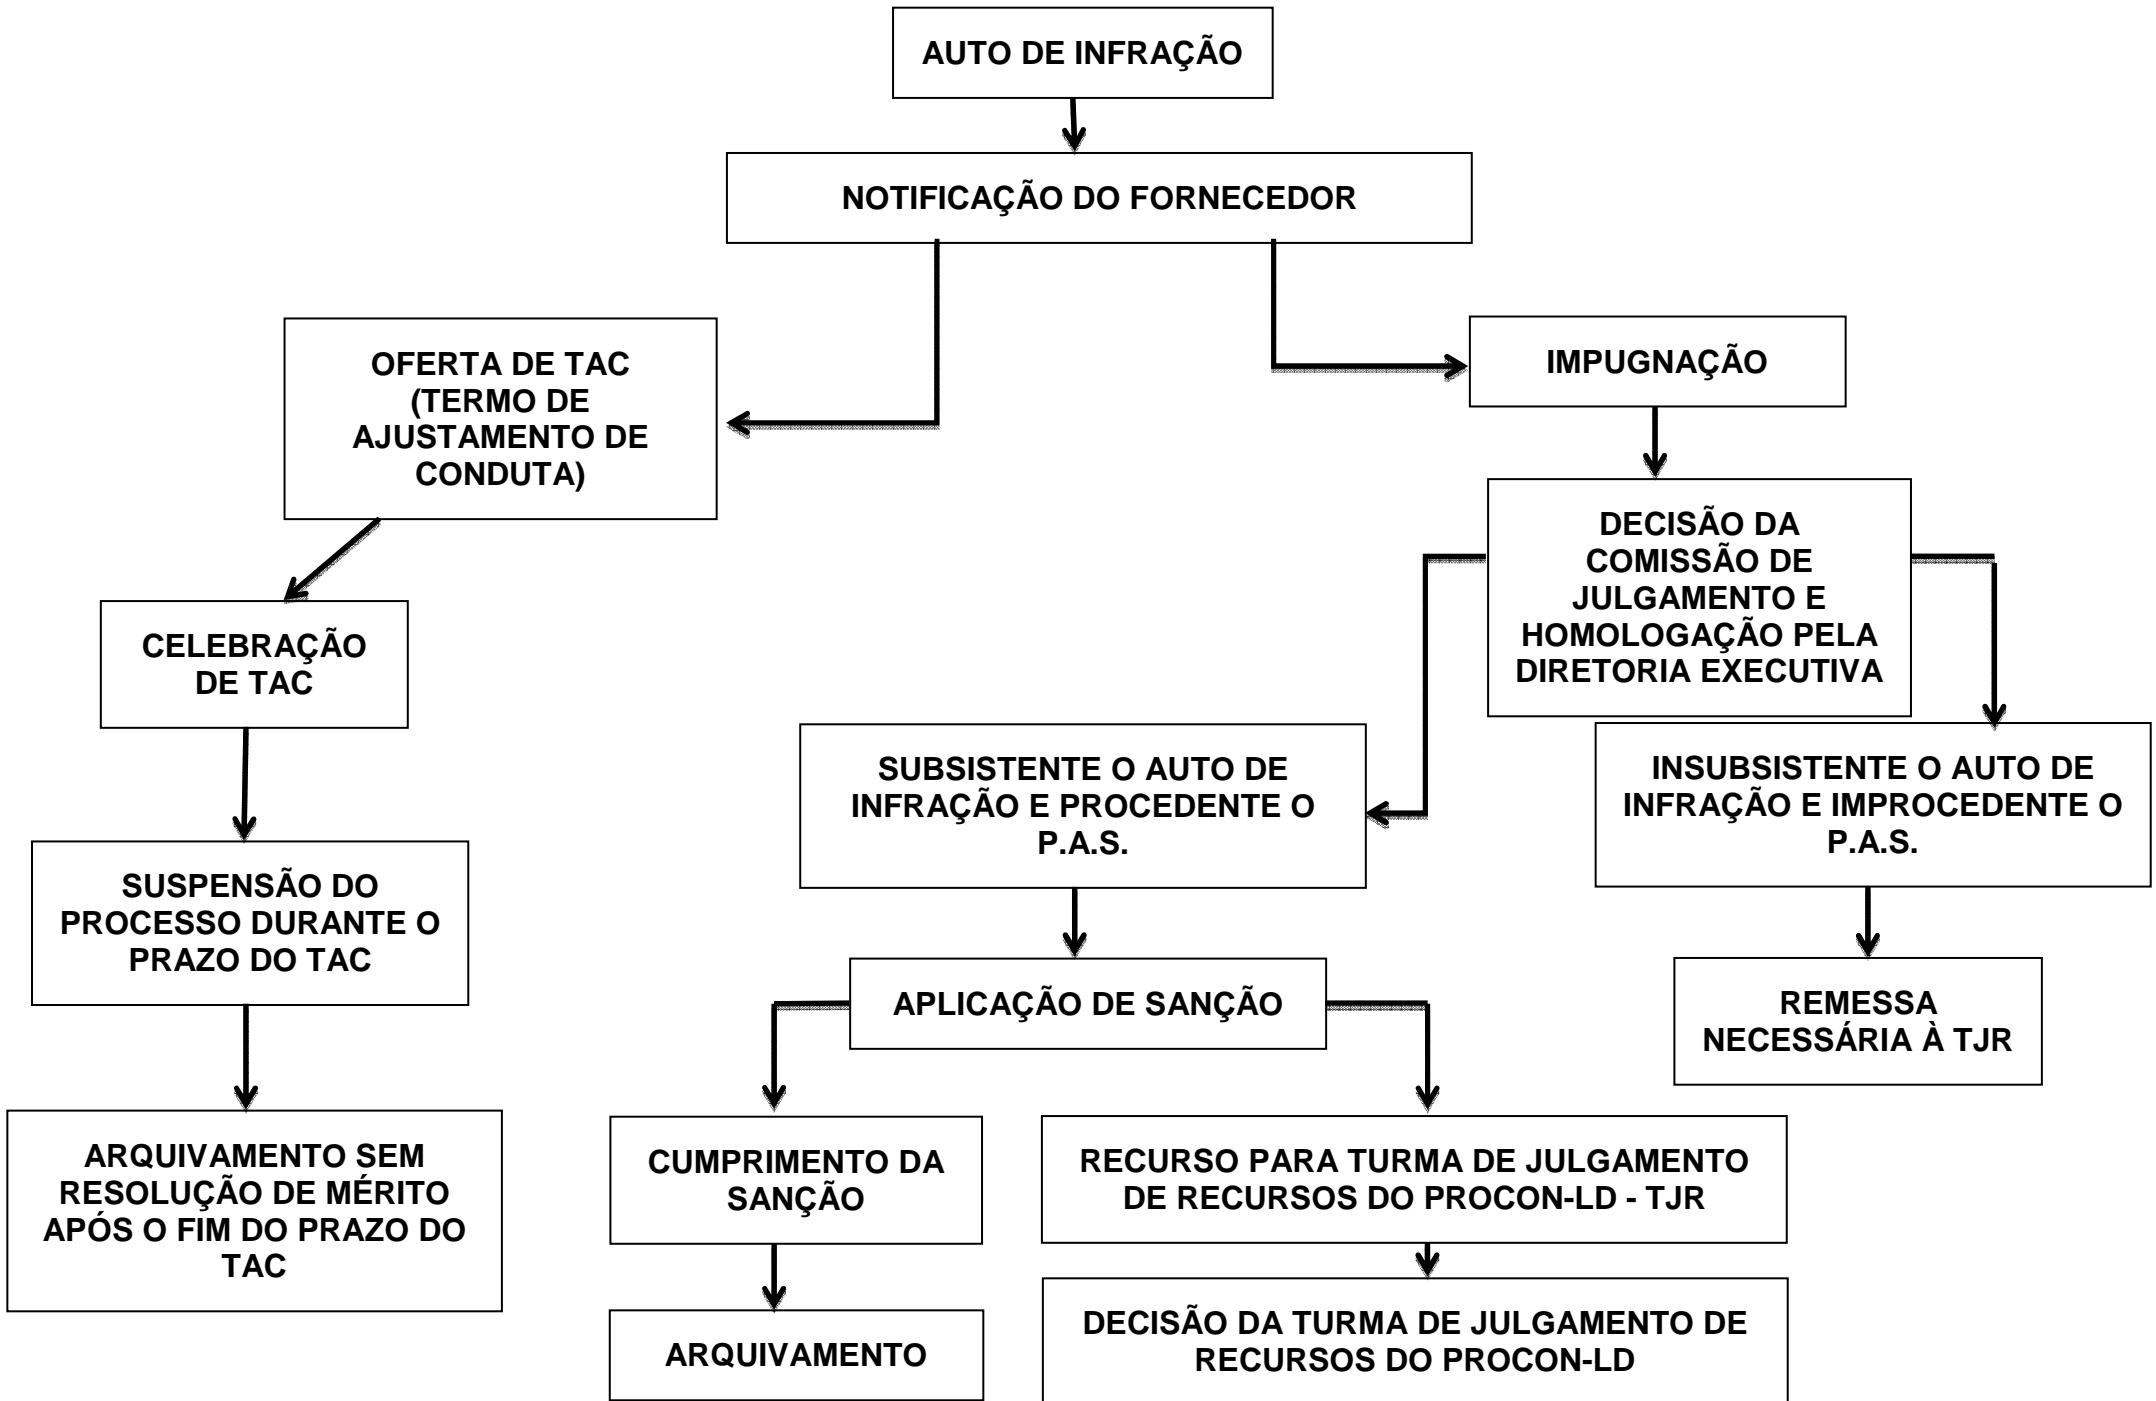 AUTO DE INFRAÇÃO
NOTIFICAÇÃO DO FORNECEDOR
OFERTA DE TAC
(TERMO DE
AJUSTAMENTO DE
CONDUTA)
IMPUGNAÇÃO
DECISÃO DA
COMISSÃO DE
JULGAMENTO E
HOMOLOGAÇÃO PELA
DIRETORIA EXECUTIVA
CELEBRAÇÃO
DE TAC
SUBSISTENTE O AUTO DE
INFRAÇÃO E PROCEDENTE O
P.A.S.
INSUBSISTENTE O AUTO DE
INFRAÇÃO E IMPROCEDENTE O
P.A.S.
SUSPENSÃO DO
PROCESSO DURANTE O
PRAZO DO TAC
APLICAÇÃO DE SANÇÃO
REMESSA
NECESSÁRIA À TJR
ARQUIVAMENTO SEM
RESOLUÇÃO DE MÉRITO
APÓS O FIM DO PRAZO DO
TAC
CUMPRIMENTO DA
SANÇÃO
RECURSO PARA TURMA DE JULGAMENTO
DE RECURSOS DO PROCON-LD - TJR
ARQUIVAMENTO
DECISÃO DA TURMA DE JULGAMENTO DE
RECURSOS DO PROCON-LD